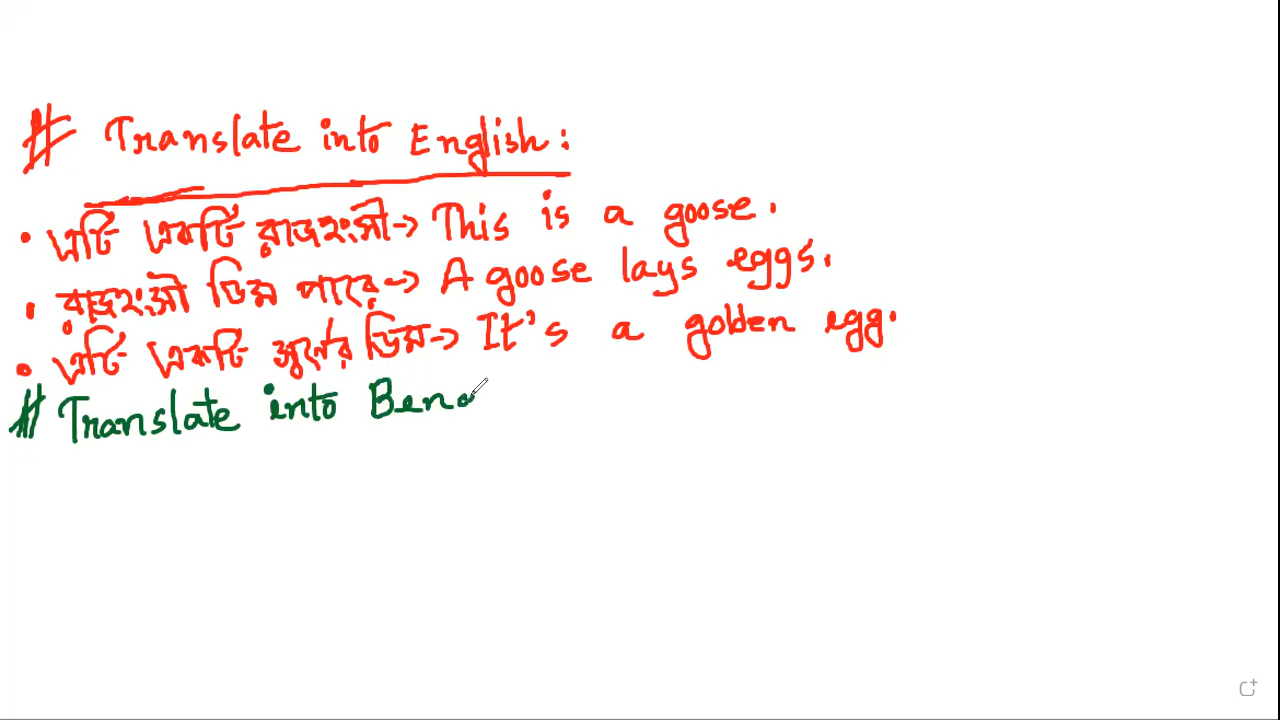 # Translate into English:
• এটি একটি রাজহংসী→ This is a goose.
• রাজহংসী ডিম্ব পারে→ A goose lays eggs.
• এটি একটি স্বর্ণের ডিম্ব→ It's a golden egg.
# Translate into Beng